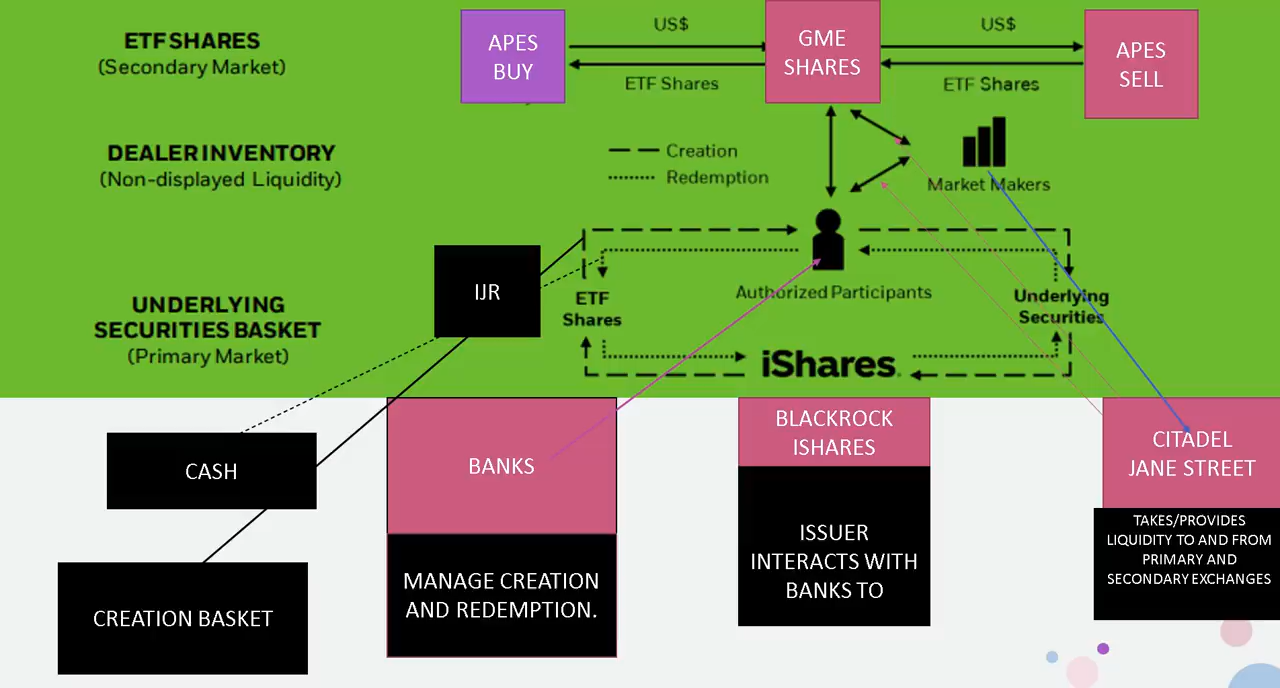 ETF SHARES
(Secondary Market)
APES
BUY
US$
ETF Shares
GME
SHARES
US$
ETF Shares
APES
SELL
DEALER INVENTORY
(Non-displayed Liquidity)
Creation
Redemption
Market Makers
IJR
UNDERLYING
SECURITIES BASKET
(Primary Market)
ETF
Shares
Authorized Participants
Underlying
Securities
iShares.
CASH
CREATION BASKET
BANKS
MANAGE CREATION
AND REDEMPTION.
BLACKROCK
ISHARES
ISSUER
INTERACTS WITH
BANKS TO
CITADEL
JANE STREET
TAKES/PROVIDES
LIQUIDITY TO AND FROM
PRIMARY AND
SECONDARY EXCHANGES